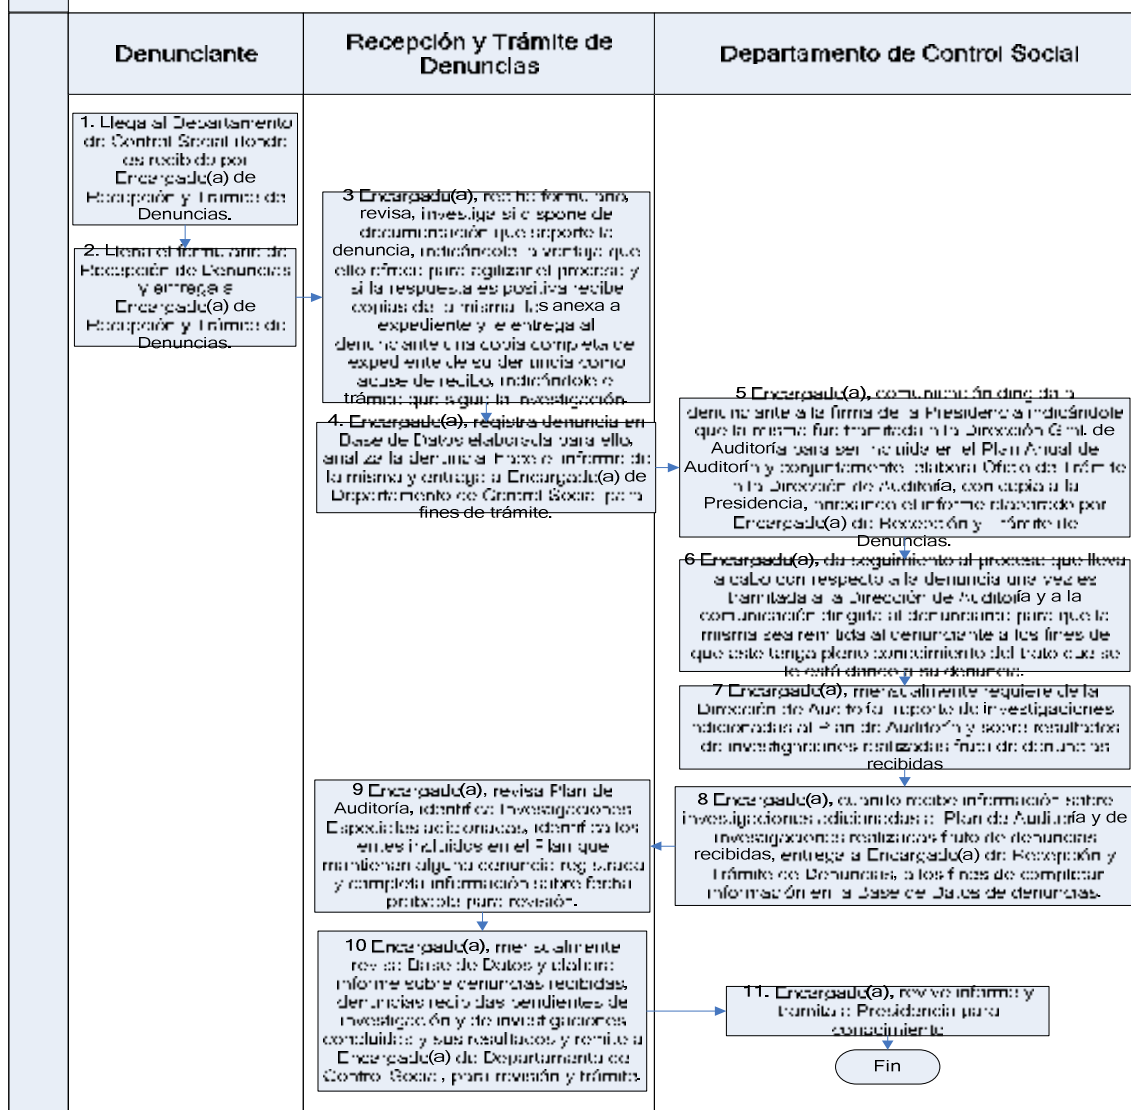 Denunciante
Recepción y Trámite de
Denuncias
Departamento de Control Social
1. Llega al Departamento
de Control Social donde
es recibido por
Encargado(a) de
Recepción y Trámite de
Denuncias.
2. Llena el formulario de
Recepción de Denuncias
y entrega a
Encargado(a) de
Recepción y Trámite de
Denuncias.
3 Encargado(a), recibe formulario,
revisa, investiga si dispone de
documentación que soporte la
denuncia, indicándole la ventaja que
ello ofrece para agilizar el proceso y
si la respuesta es positiva recibe
copias de la misma, las anexa a
expediente y le entrega al
denunciante una copia completa de
expediente de su denuncia como
acuse de recibo, indicándole el
trámite que sigue la investigación.
4. Encargado(a), registra denuncia en
Base de Datos elaborada para ello,
analiza la denuncia, hace el informe de
la misma y entrega a Encargado(a) de
Departamento de Control Social para
fines de trámite.
5 Encargado(a), comunicación dirigida a
denunciante a la firma de la Presidencia indicándole
que la misma fue tramitada a la Dirección Gral. de
Auditoría para ser incluida en el Plan Anual de
Auditoría y conjuntamente elabora Oficio de Trámite
a la Dirección de Auditoría, con copia a la
Presidencia, anexando el informe elaborado por
Encargado(a) de Recepción y Trámite de
Denuncias.
6 Encargado(a), da seguimiento al proceso que lleva
a cabo con respecto a la denuncia una vez es
tramitada a la Dirección de Auditoría y a la
comunicación dirigida al denunciante para que la
misma sea remitida al denunciante a los fines de
que este tenga pleno conocimiento del trato que se
le está dando a su denuncia.
7 Encargado(a), mensualmente requiere de la
Dirección de Auditoría, reporte de investigaciones
adicionadas al Plan de Auditoría y sobre resultados
de investigaciones realizadas fruto de denuncias
recibidas
8 Encargado(a), cuando recibe información sobre
investigaciones adicionadas al Plan de Auditoría y de
investigaciones realizadas fruto de denuncias
recibidas, entrega a Encargado(a) de Recepción y
Trámite de Denuncias, a los fines de completar
información en la Base de Datos de denuncias.
9 Encargado(a), revisa Plan de
Auditoría, identifica Investigaciones
Especiales adicionadas, identifica los
entes incluidos en el Plan que
mantienen alguna denuncia registrada
y completa información sobre fecha
probable para revisión.
10 Encargado(a), mensualmente
revisa Base de Datos y elabora
informe sobre denuncias recibidas,
denuncias recibidas pendientes de
investigación y de investigaciones
concluidas y sus resultados y remite a
Encargado(a) de Departamento de
Control Social, para revisión y trámite.
11. Encargado(a), revive informe y
tramita a Presidencia para
conocimiento
Fin